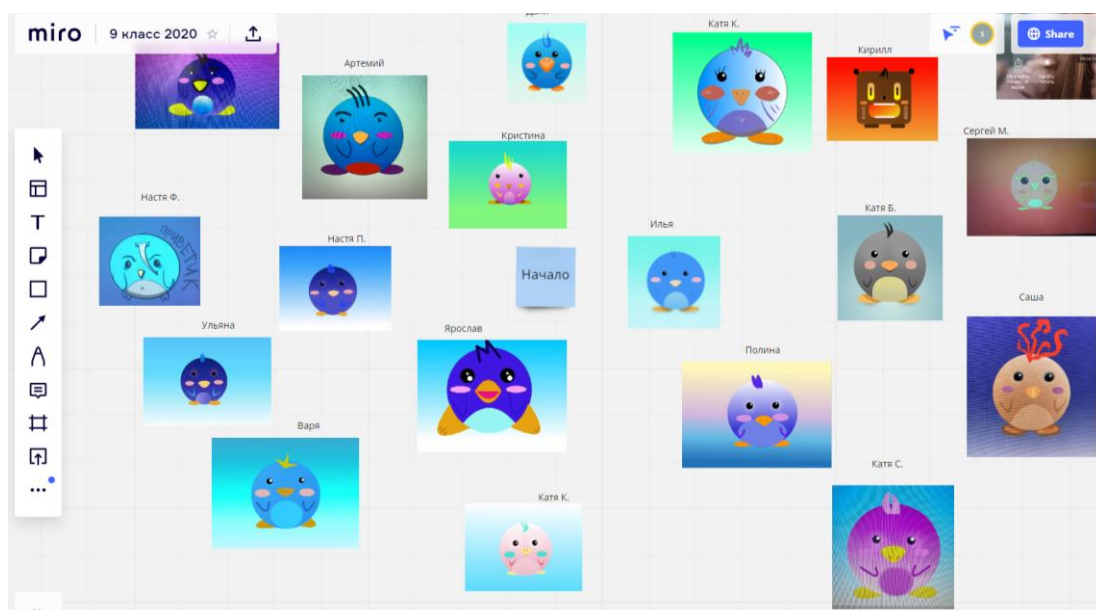 miro
9 класс 2020
Share
Катя К.
Кирилл
Артемий
Кристина
Сергей М.
Настя Ф.
ПРИВЕТИК
Настя П.
Начало
Илья
Катя Б.
Саша
Ульяна
Ярослав
Полина
Варя
Катя С.
Катя К.